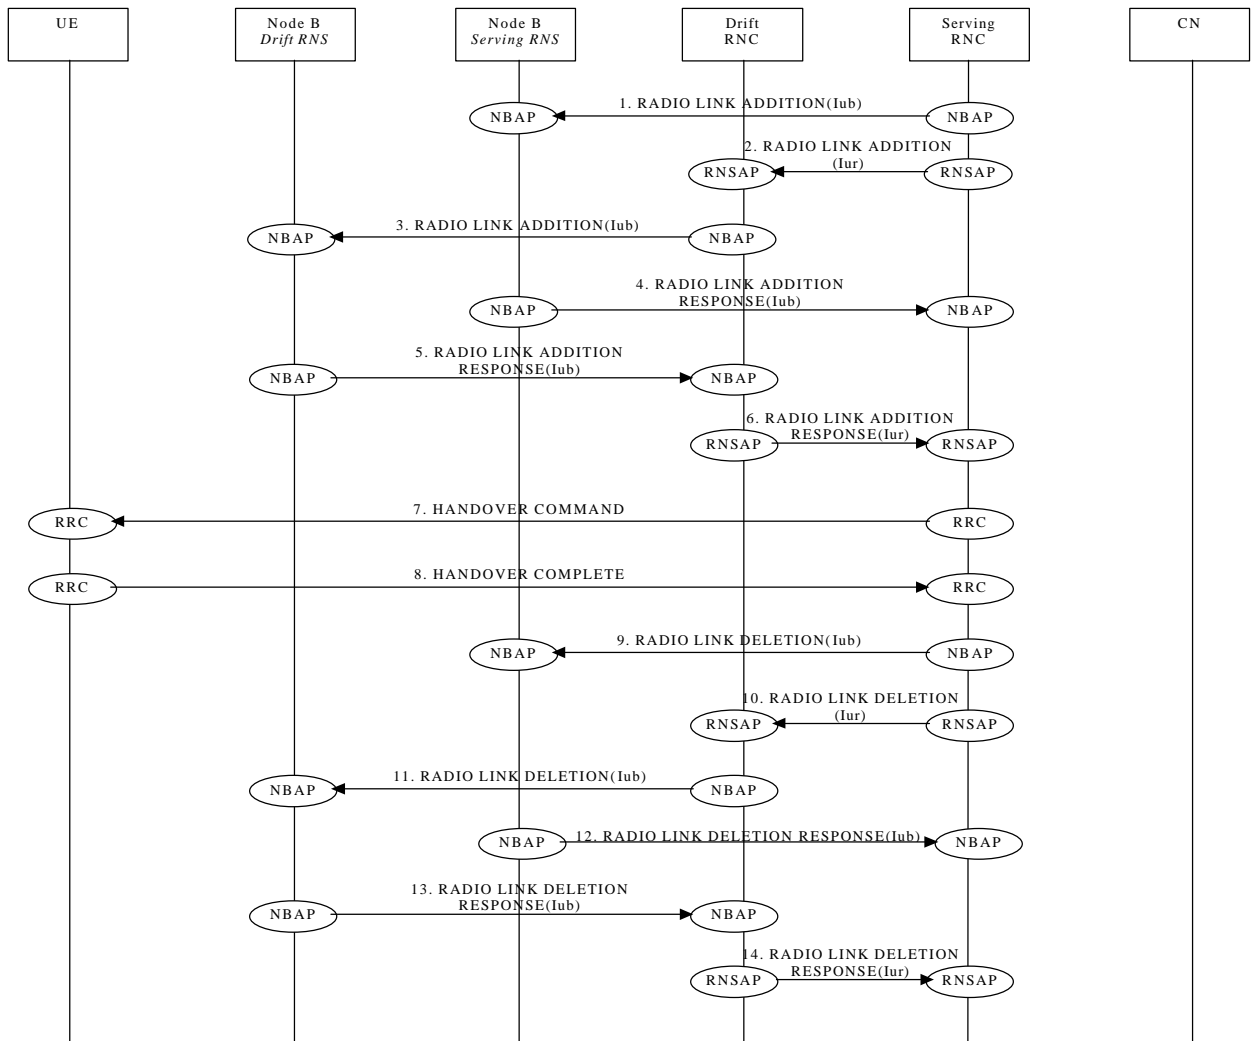 UE
Node B
Drift RNS
Node B
Serving RNS
Drift
RNC
Serving
RNC
CN
1. RADIO LINK ADDITION(Iub)
NBAP
NBAP
2. RADIO LINK ADDITION
(Iur)
RNSAP
RNSAP
3. RADIO LINK ADDITION(Iub)
NBAP
NBAP
4. RADIO LINK ADDITION
RESPONSE(Iub)
NBAP
NBAP
5. RADIO LINK ADDITION
RESPONSE(Iub)
NBAP
NBAP
6. RADIO LINK ADDITION
RESPONSE(Iur)
RNSAP
RNSAP
7. HANDOVER COMMAND
RRC
RRC
8. HANDOVER COMPLETE
RRC
RRC
9. RADIO LINK DELETION(Iub)
NBAP
NBAP
10. RADIO LINK DELETION
(Iur)
RNSAP
RNSAP
11. RADIO LINK DELETION(Iub)
NBAP
NBAP
12. RADIO LINK DELETION RESPONSE(Iub)
NBAP
NBAP
13. RADIO LINK DELETION
RESPONSE(Iub)
NBAP
NBAP
14. RADIO LINK DELETION
RESPONSE(Iur)
RNSAP
RNSAP